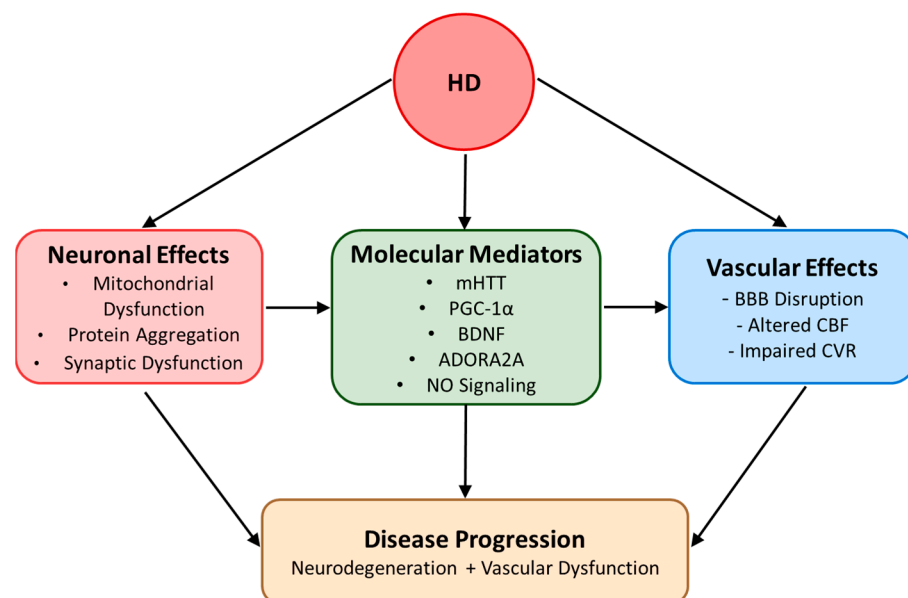 HD
Neuronal Effects
• Mitochondrial
Dysfunction
• Protein Aggregation
• Synaptic Dysfunction
Molecular Mediators
• mHTT
• PGC-1α
• BDNF
• ADORA2A
• NO Signaling
Vascular Effects
- BBB Disruption
- Altered CBF
- Impaired CVR
Disease Progression
Neurodegeneration + Vascular Dysfunction